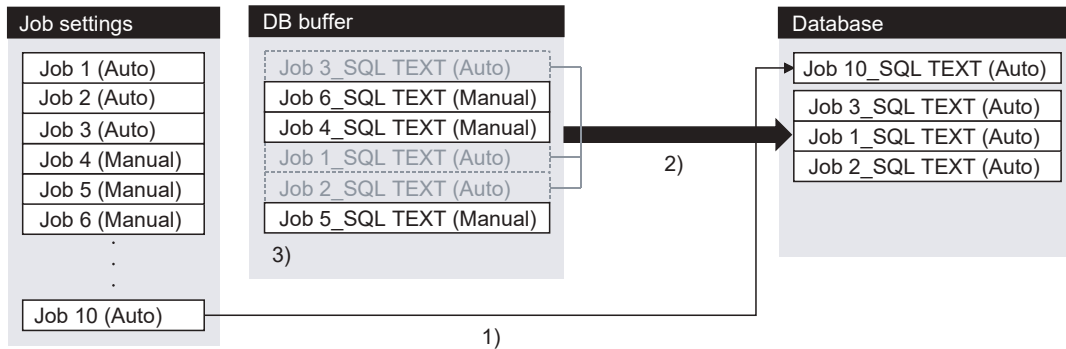 Job settings
Job 1 (Auto)
Job 2 (Auto)
Job 3 (Auto)
Job 4 (Manual)
Job 5 (Manual)
Job 6 (Manual)
.
.
.
Job 10 (Auto)
DB buffer
Job 3_SQL TEXT (Auto)
Job 6_SQL TEXT (Manual)
Job 4_SQL TEXT (Manual)
Job 1_SQL TEXT (Auto)
Job 2_SQL TEXT (Auto)
Job 5_SQL TEXT (Manual)
3)
2)
1)
Database
Job 10_SQL TEXT (Auto)
Job 3_SQL TEXT (Auto)
Job 1_SQL TEXT (Auto)
Job 2_SQL TEXT (Auto)